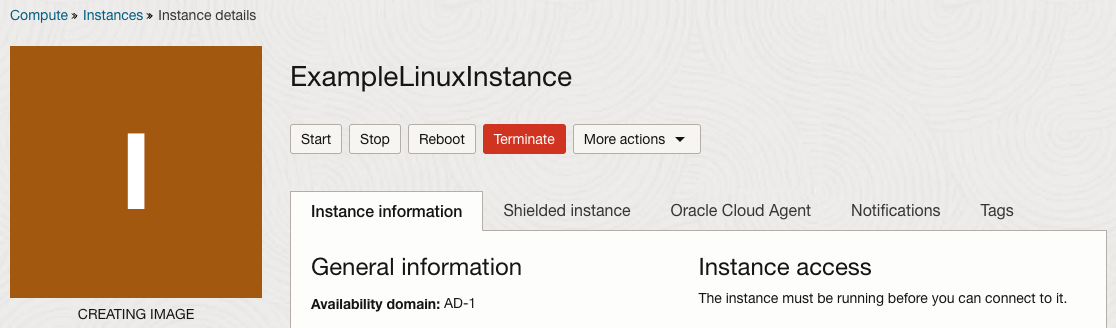 Compute » Instances » Instance details
I
CREATING IMAGE
ExampleLinuxInstance
Start Stop Reboot Terminate More actions
Instance information Shielded instance Oracle Cloud Agent Notifications Tags
General information
Availability domain: AD-1
Instance access
The instance must be running before you can connect to it.